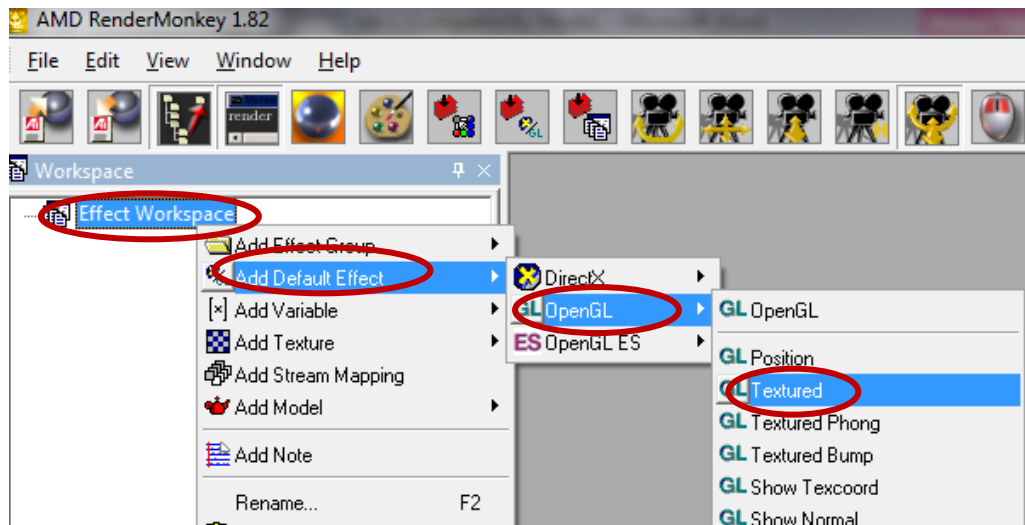 AMD RenderMonkey 1.82
File Edit View Window Help
render
Workspace
Effect Workspace
Add Effect Group
Add Default Effect
Add Variable
Add Texture
Add Stream Mapping
Add Model
Add Note
Rename... F2
DirectX
GL OpenGL
ES OpenGL ES
GL OpenGL
GL Position
GL Textured
GL Textured Phong
GL Textured Bump
GL Show Texcoord
GL Show Normal